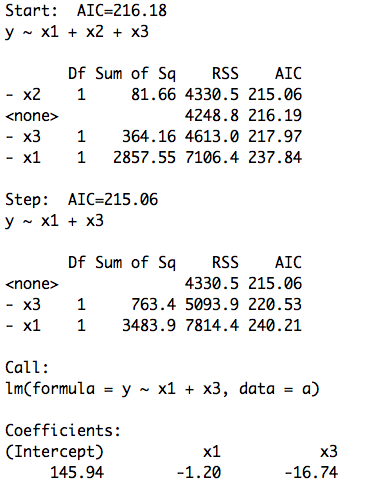 Start:  AIC=216.18
y ~ x1 + x2 + x3

       Df Sum of Sq    RSS    AIC
- x2    1     81.66 4330.5 215.06
<none>              4248.8 216.19
- x3    1    364.16 4613.0 217.97
- x1    1   2857.55 7106.4 237.84

Step:  AIC=215.06
y ~ x1 + x3

       Df Sum of Sq    RSS    AIC
<none>              4330.5 215.06
- x3    1     763.4 5093.9 220.53
- x1    1    3483.9 7814.4 240.21

Call:
lm(formula = y ~ x1 + x3, data = a)

Coefficients:
(Intercept)           x1           x3
     145.94        -1.20       -16.74